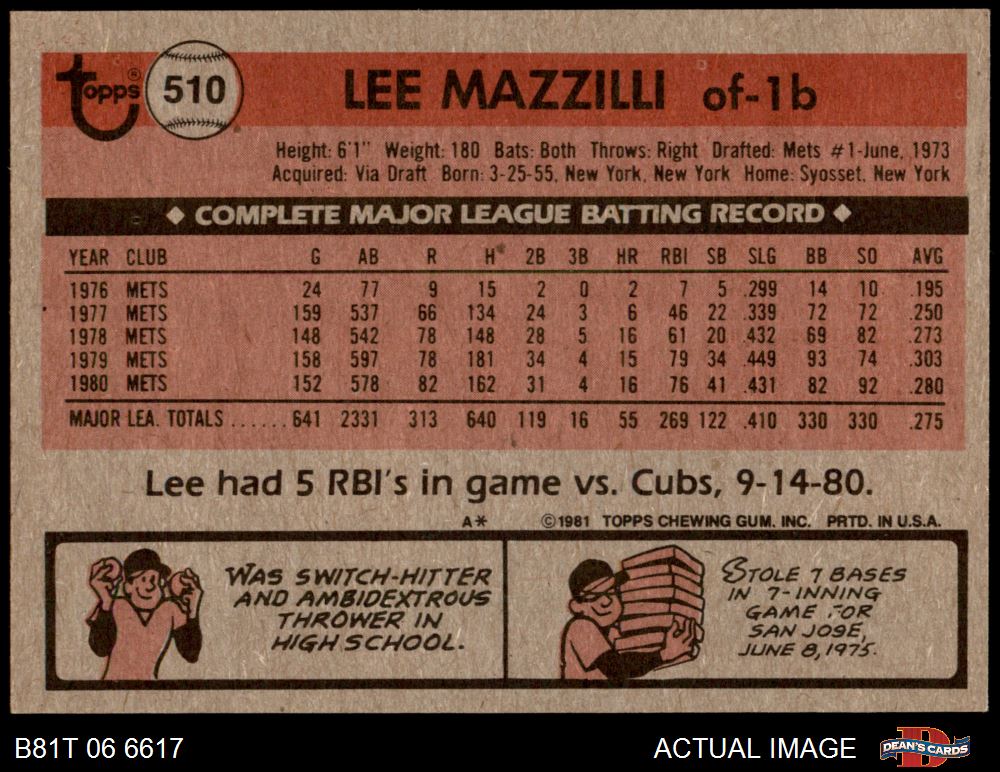 topps® 510 LEE MAZZILLI of-1b
Height: 6'1" Weight: 180 Bats: Both Throws: Right Drafted: Mets #1-June, 1973
Acquired: Via Draft Born: 3-25-55, New York, New York Home: Syosset, New York
◆ COMPLETE MAJOR LEAGUE BATTING RECORD ◆
YEAR CLUB G AB R H 2B 3B HR RBI SB SLG BB SO AVG
1976 METS 24 77 9 15 2 0 2 7 5 .299 14 10 .195
1977 METS 159 537 66 134 24 3 6 46 22 .339 72 72 .250
1978 METS 148 542 78 148 28 5 16 61 20 .432 69 82 .273
1979 METS 158 597 78 181 34 4 15 79 34 .449 93 74 .303
1980 METS 152 578 82 162 31 4 16 76 41 .431 82 92 .280
MAJOR LEA. TOTALS ...... 641 2331 313 640 119 16 55 269 122 .410 330 330 .275
Lee had 5 RBI's in game vs. Cubs, 9-14-80.
A* ©1981 TOPPS CHEWING GUM, INC. PRTD. IN U.S.A.
WAS SWITCH-HITTER
AND AMBIDEXTROUS
THROWER IN
HIGH SCHOOL.
STOLE 7 BASES
IN 7-INNING
GAME FOR
SAN JOSE,
JUNE 8, 1975.
B81T 06 6617 ACTUAL IMAGE DEAN'S CARDS